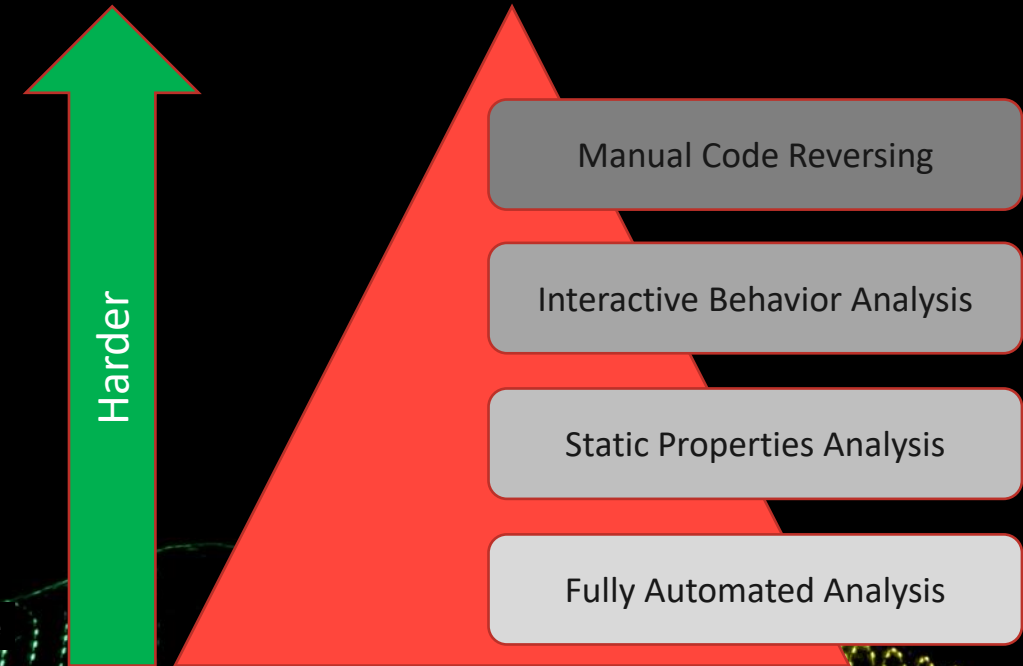 Harder
Manual Code Reversing
Interactive Behavior Analysis
Static Properties Analysis
Fully Automated Analysis